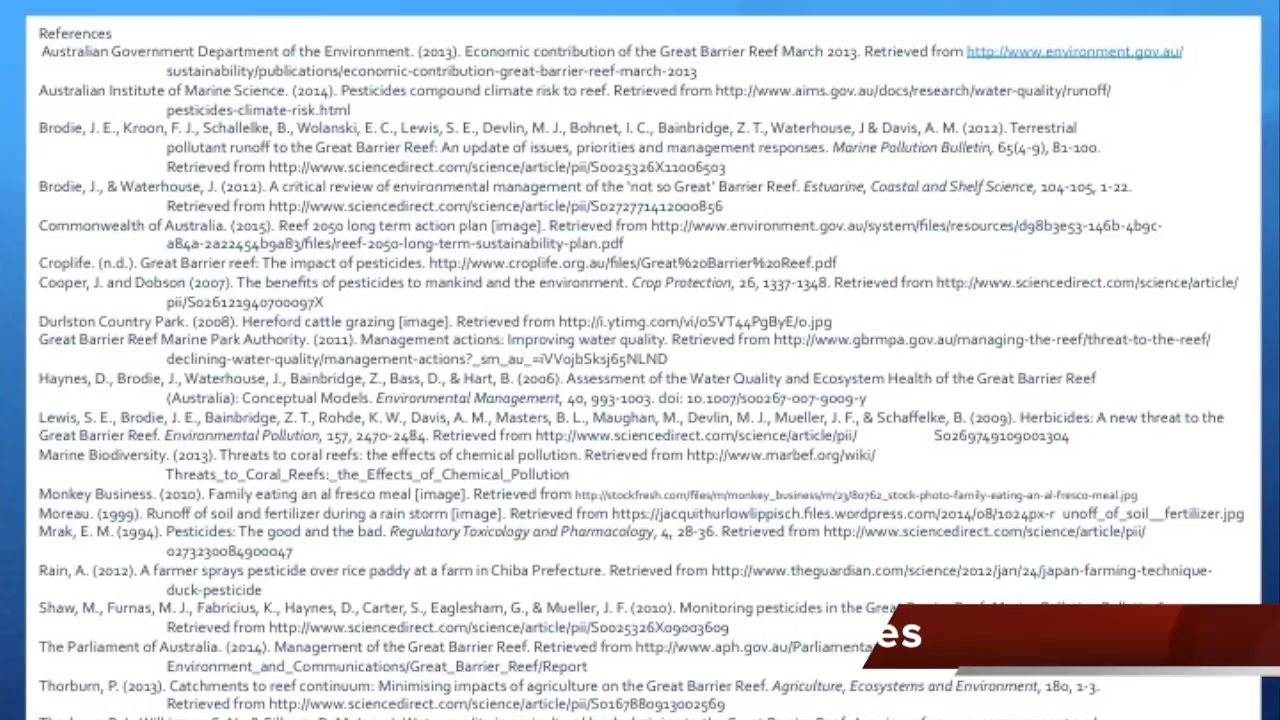 References
Australian Government Department of the Environment. (2013). Economic contribution of the Great Barrier Reef March 2013. Retrieved from http://www.environment.gov.au/
sustainability/publications/economic-contribution-great-barrier-reef-march-2013
Australian Institute of Marine Science. (2014). Pesticides compound climate risk to reef. Retrieved from http://www.aims.gov.au/docs/research/water-quality/runoff/
pesticides-climate-risk.html
Brodie, J. E., Kroon, F. J., Schallelke, B., Wolanski, E. C., Lewis, S. E., Devlin, M. J., Bohnet, I. C., Bainbridge, Z. T., Waterhouse, J & Davis, A. M. (2012). Terrestrial
pollutant runoff to the Great Barrier Reef: An update of issues, priorities and management responses. Marine Pollution Bulletin, 65(4-9), 81-100.
Retrieved from http://www.sciencedirect.com/science/article/pii/S0025326X11006503
Brodie, J., & Waterhouse, J. (2012). A critical review of environmental management of the 'not so Great' Barrier Reef. Estuarine, Coastal and Shelf Science, 104-105, 1-22.
Retrieved from http://www.sciencedirect.com/science/article/pii/S0272771412000856
Commonwealth of Australia. (2015). Reef 2050 long term action plan [image]. Retrieved from http://www.environment.gov.au/system/files/resources/d98b3e53-146b-4b9c-
a84a-2a22454b9a83/files/reef-2050-long-term-sustainability-plan.pdf
Croplife. (n.d.). Great Barrier reef: The impact of pesticides. http://www.croplife.org.au/files/Great%20Barrier%20Reef.pdf
Cooper, J. and Dobson (2007). The benefits of pesticides to mankind and the environment. Crop Protection, 26, 1337-1348. Retrieved from http://www.sciencedirect.com/science/article/
pii/S026121940700097X
Durlston Country Park. (2008). Hereford cattle grazing [image]. Retrieved from http://i.ytimg.com/vi/oSVT44PgByE/0.jpg
Great Barrier Reef Marine Park Authority. (2011). Management actions: Improving water quality. Retrieved from http://www.gbrmpa.gov.au/managing-the-reef/threat-to-the-reef/
declining-water-quality/management-actions?_sm_au_=iVVojbSksj65NLND
Haynes, D., Brodie, J., Waterhouse, J., Bainbridge, Z., Bass, D., & Hart, B. (2006). Assessment of the Water Quality and Ecosystem Health of the Great Barrier Reef
(Australia): Conceptual Models. Environmental Management, 40, 993-1003. doi: 10.1007/s00267-007-9009-y
Lewis, S. E., Brodie, J. E., Bainbridge, Z. T., Rohde, K. W., Davis, A. M., Masters, B. L., Maughan, M., Devlin, M. J., Mueller, J. F., & Schaffelke, B. (2009). Herbicides: A new threat to the
Great Barrier Reef. Environmental Pollution, 157, 2470-2484. Retrieved from http://www.sciencedirect.com/science/article/pii/ S0269749109001304
Marine Biodiversity. (2013). Threats to coral reefs: the effects of chemical pollution. Retrieved from http://www.marbef.org/wiki/
Threats_to_Coral_Reefs:_the_Effects_of_Chemical_Pollution
Monkey Business. (2010). Family eating an al fresco meal [image]. Retrieved from http://stockfresh.com/files/m/monkey_business/m/23/80762_stock-photo-family-eating-an-al-fresco-meal.jpg
Moreau. (1999). Runoff of soil and fertilizer during a rain storm [image]. Retrieved from https://jacquithurlowlippisch.files.wordpress.com/2014/08/1024px-r unoff_of_soil__fertilizer.jpg
Mrak, E. M. (1994). Pesticides: The good and the bad. Regulatory Toxicology and Pharmacology, 4, 28-36. Retrieved from http://www.sciencedirect.com/science/article/pii/
0273230084900047
Rain, A. (2012). A farmer sprays pesticide over rice paddy at a farm in Chiba Prefecture. Retrieved from http://www.theguardian.com/science/2012/jan/24/japan-farming-technique-
duck-pesticide
Shaw, M., Furnas, M. J., Fabricius, K., Haynes, D., Carter, S., Eaglesham, G., & Mueller, J. F. (2010). Monitoring pesticides in the
Retrieved from http://www.sciencedirect.com/science/article/pii/S0025326X09003609
The Parliament of Australia. (2014). Management of the Great Barrier Reef. Retrieved from http://www.aph.gov.au/Parliamenta
Environment_and_Communications/Great_Barrier_Reef/Report
es
Thorburn, P. (2013). Catchments to reef continuum: Minimising impacts of agriculture on the Great Barrier Reef. Agriculture, Ecosystems and Environment, 180, 1-3.
Retrieved from http://www.sciencedirect.com/science/article/pii/S0167880913002569